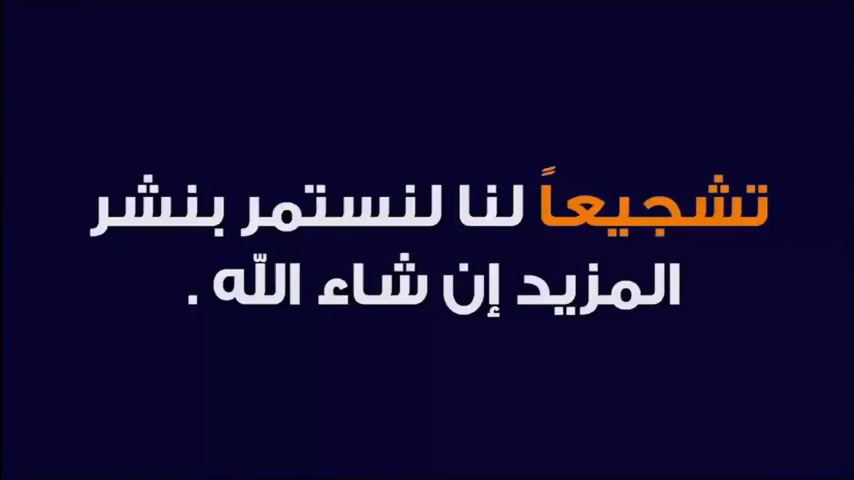 تشجيعاً لنا لنستمر بنشر
المزيد إن شاء الله .